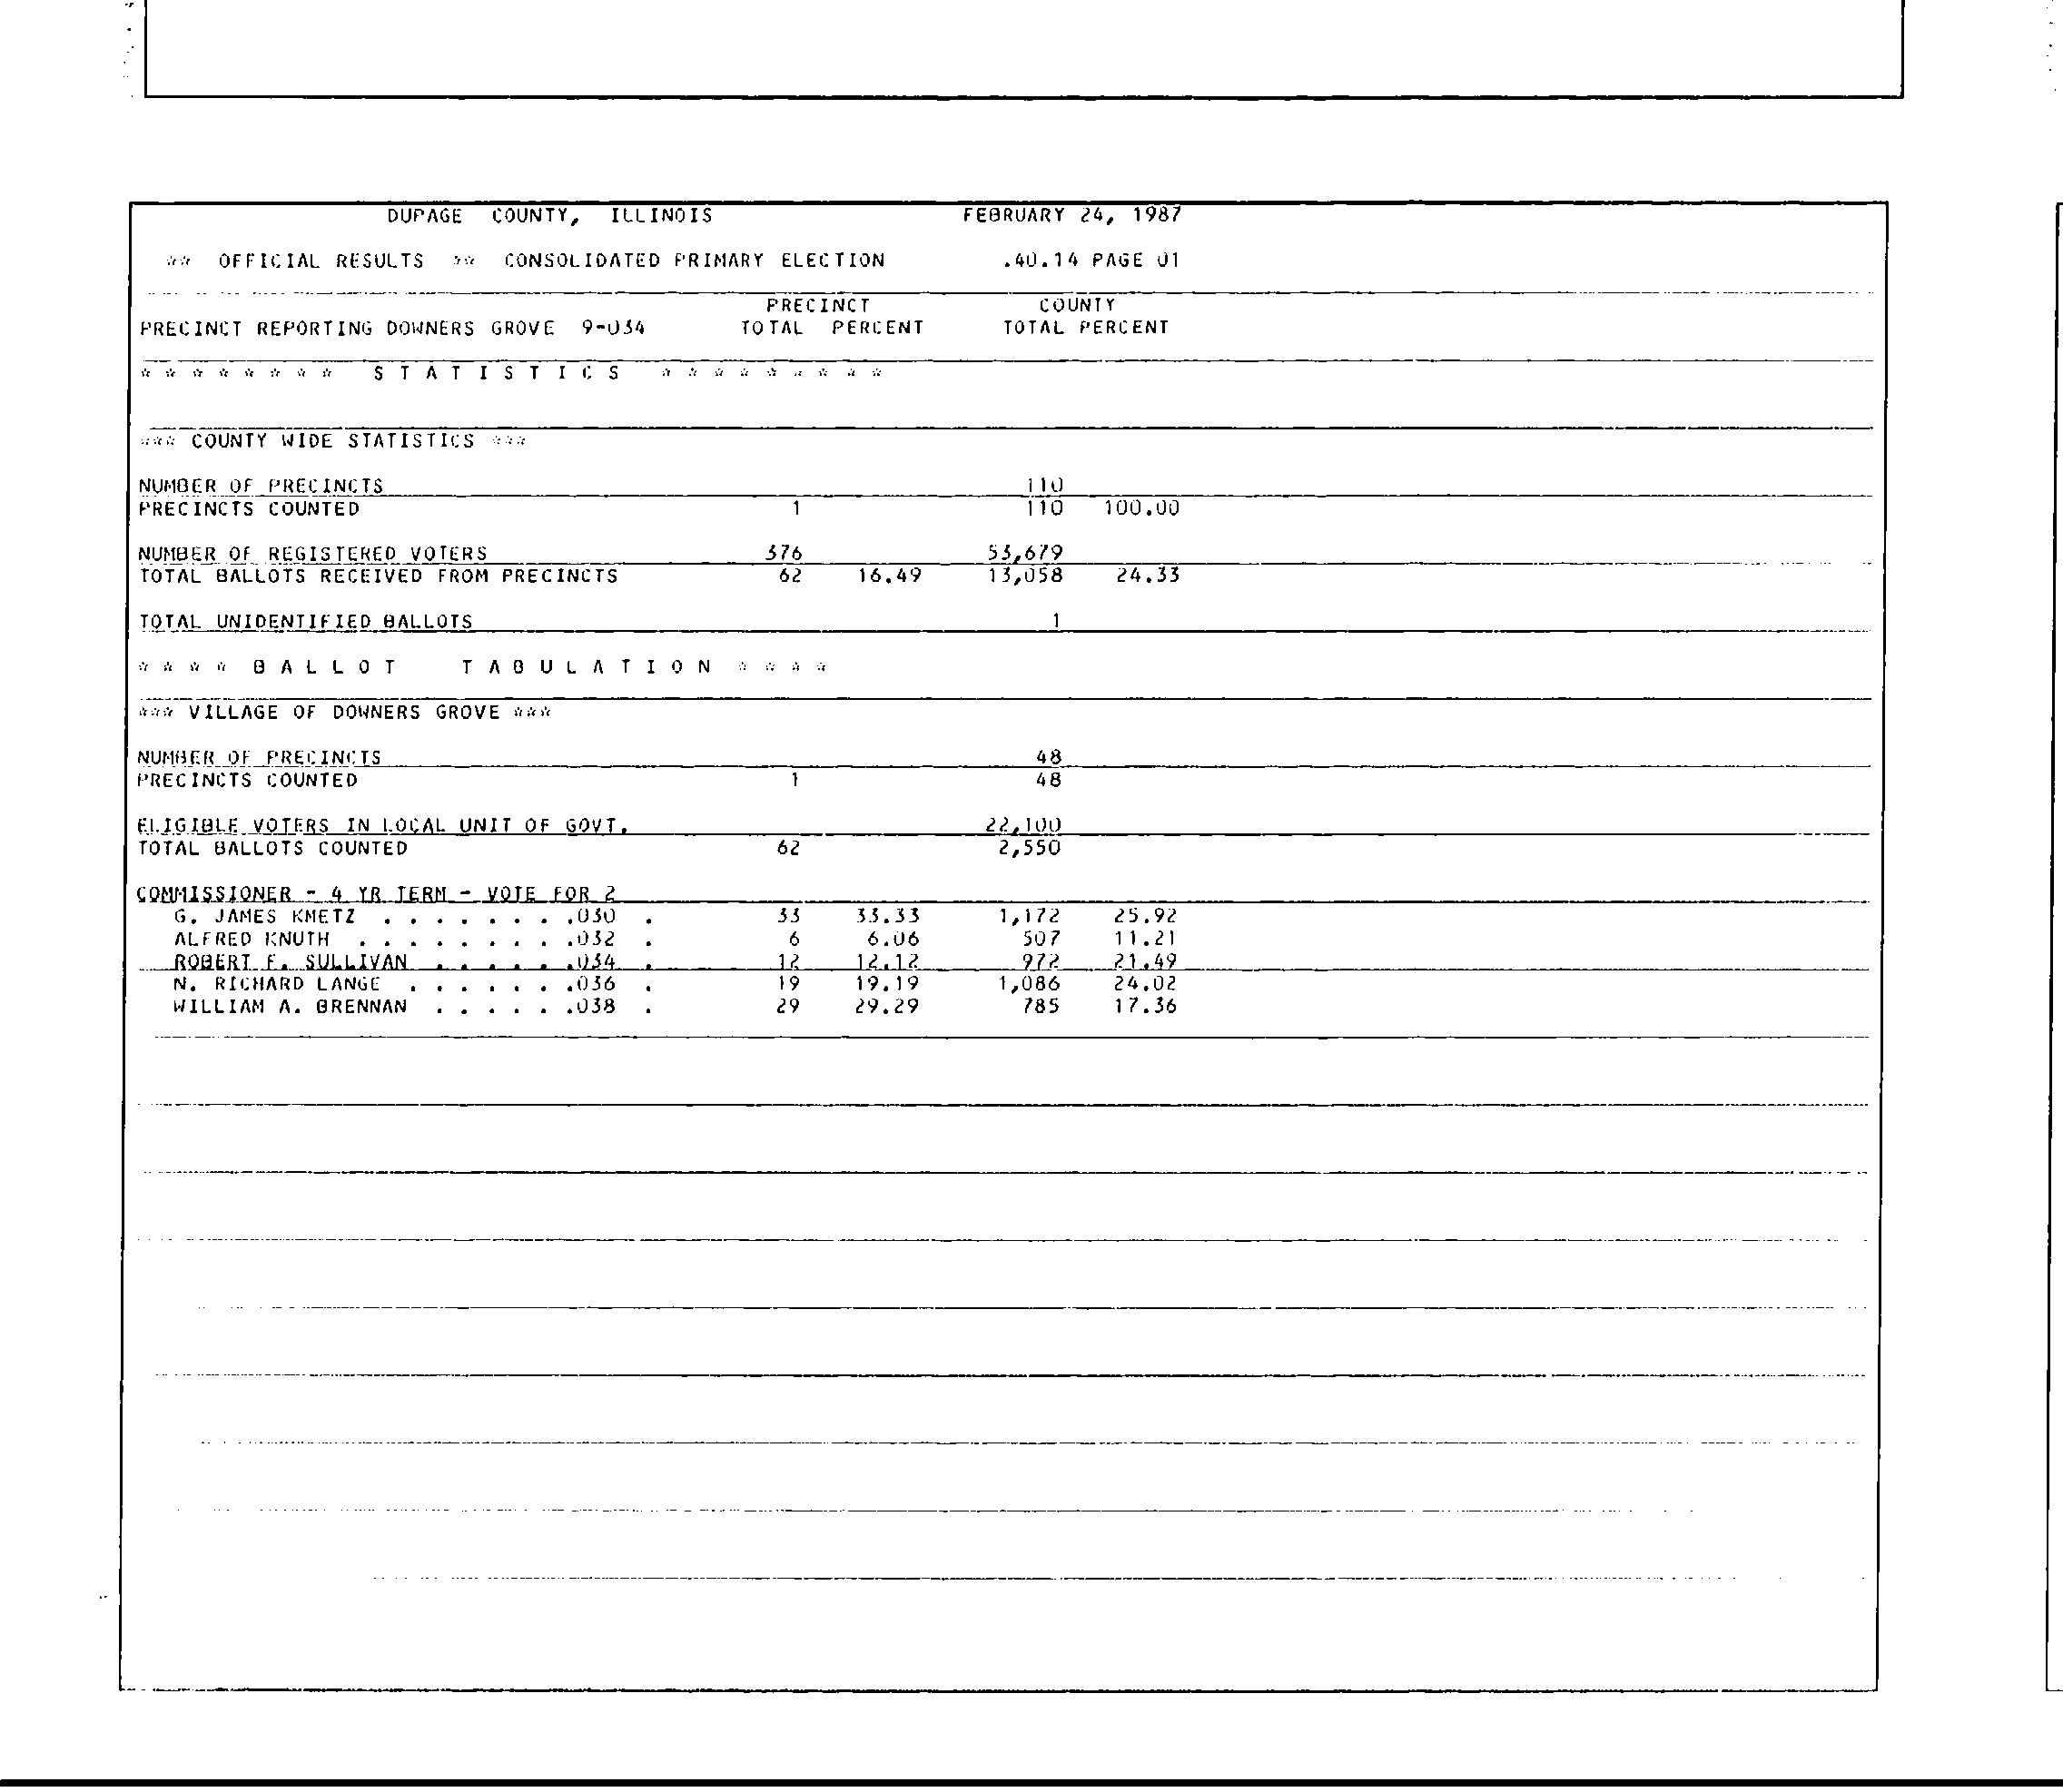 DUPAGE COUNTY, ILLINOIS FEBRUARY 24, 1987
** OFFICIAL RESULTS ** CONSOLIDATED PRIMARY ELECTION .40.14 PAGE 01
PRECINCT COUNTY
PRECINCT REPORTING DOWNERS GROVE 9-034 TOTAL PERCENT TOTAL PERCENT
* * * * * * * * S T A T I S T I C S * * * * * * * * *
*** COUNTY WIDE STATISTICS ***
NUMBER OF PRECINCTS 110
PRECINCTS COUNTED 1 110 100.00
NUMBER OF REGISTERED VOTERS 376 53,679
TOTAL BALLOTS RECEIVED FROM PRECINCTS 62 16.49 13,058 24.33
TOTAL UNIDENTIFIED BALLOTS 1
* * * * B A L L O T T A B U L A T I O N * * * *
*** VILLAGE OF DOWNERS GROVE ***
NUMBER OF PRECINCTS 48
PRECINCTS COUNTED 1 48
ELIGIBLE VOTERS IN LOCAL UNIT OF GOVT. 22,100
TOTAL BALLOTS COUNTED 62 2,550
COMMISSIONER - 4 YR TERM - VOTE FOR 2
G. JAMES KMETZ . . . . . . . .030 . 33 33.33 1,172 25.92
ALFRED KNUTH . . . . . . . . .032 . 6 6.06 507 11.21
ROBERT F. SULLIVAN . . . . . .034 . 12 12.12 972 21.49
N. RICHARD LANGE . . . . . . .036 . 19 19.19 1,086 24.02
WILLIAM A. BRENNAN . . . . . .038 . 29 29.29 785 17.36